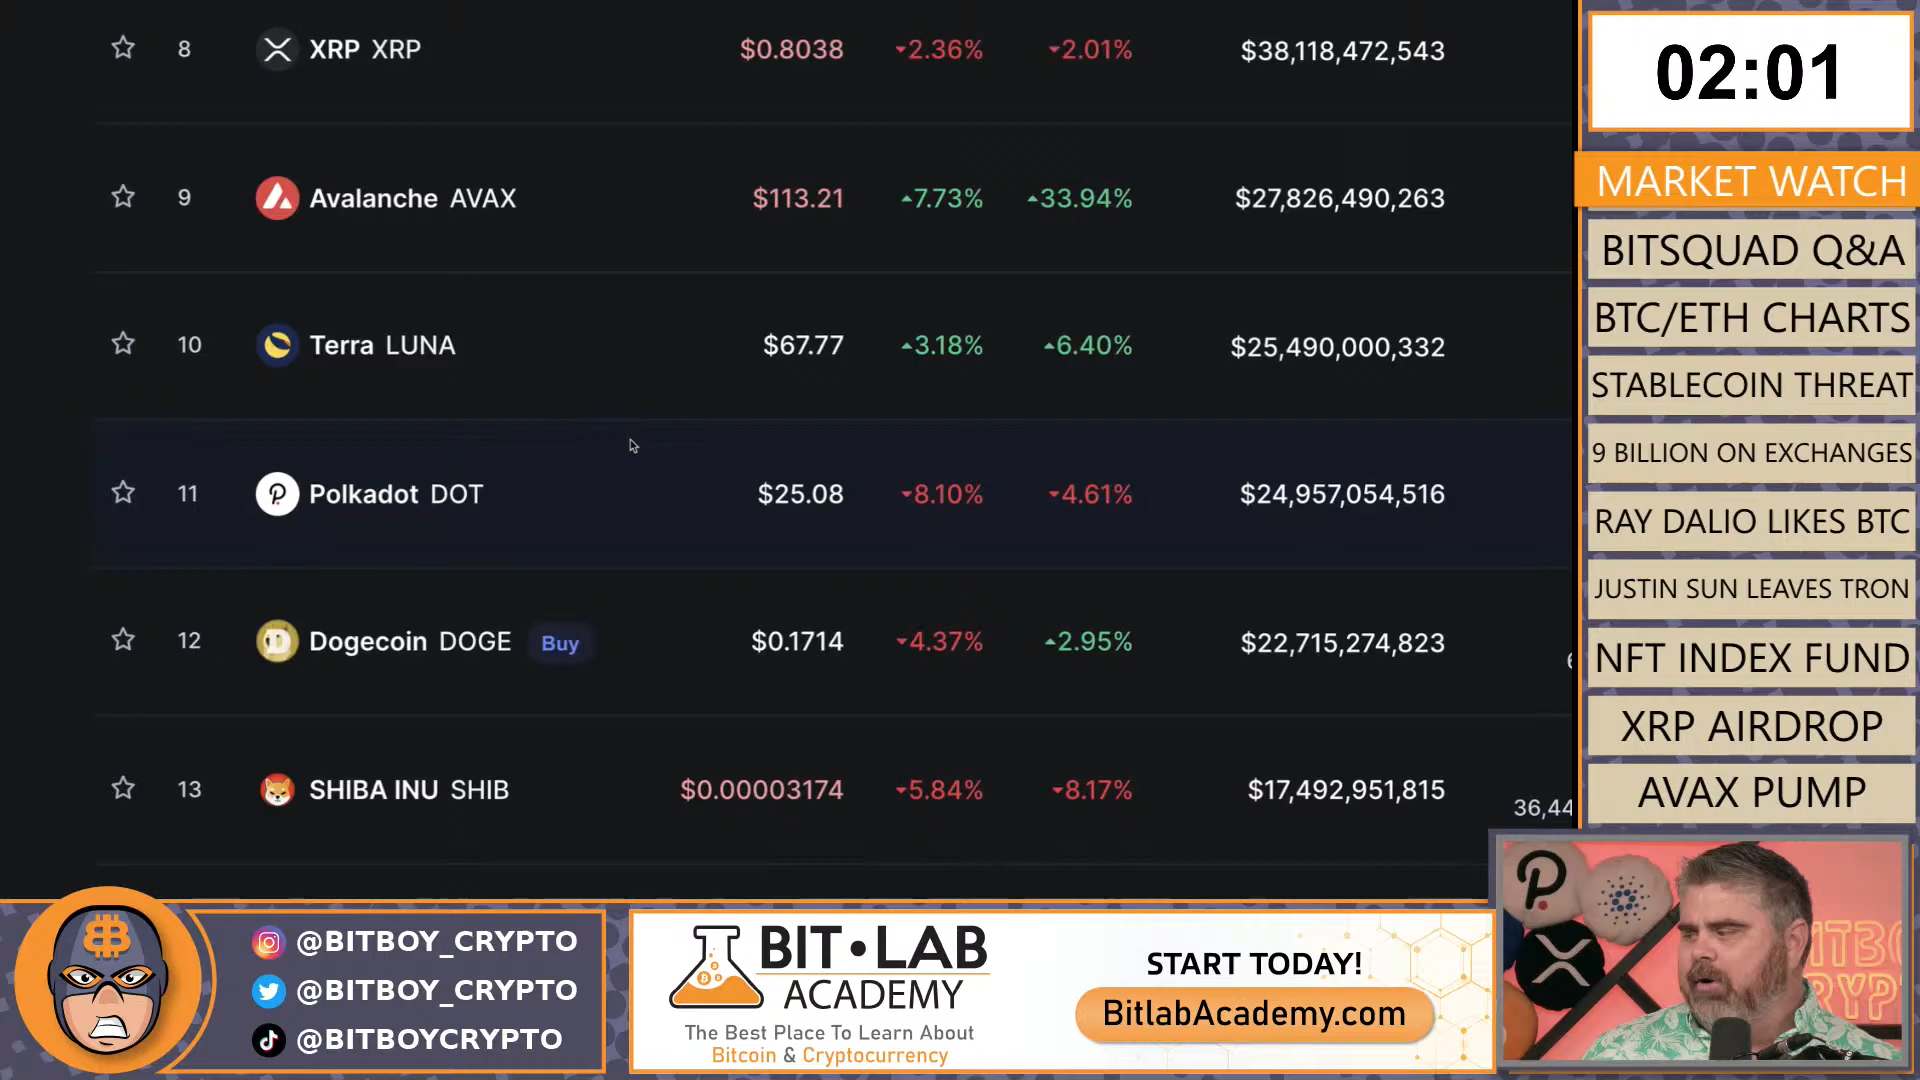 8 XRP XRP $0.8038 2.36% 2.01% $38,118,472,543
9 Avalanche AVAX $113.21 7.73% 33.94% $27,826,490,263
10 Terra LUNA $67.77 3.18% 6.40% $25,490,000,332
11 Polkadot DOT $25.08 8.10% 4.61% $24,957,054,516
12 Dogecoin DOGE Buy $0.1714 4.37% 2.95% $22,715,274,823
13 SHIBA INU SHIB $0.00003174 5.84% 8.17% $17,492,951,815
36,44
02:01
MARKET WATCH
BITSQUAD Q&A
BTC/ETH CHARTS
STABLECOIN THREAT
9 BILLION ON EXCHANGES
RAY DALIO LIKES BTC
JUSTIN SUN LEAVES TRON
NFT INDEX FUND
XRP AIRDROP
AVAX PUMP
@BITBOY_CRYPTO
@BITBOY_CRYPTO
@BITBOYCRYPTO
BIT•LAB
ACADEMY
The Best Place To Learn About
Bitcoin & Cryptocurrency
START TODAY!
BitlabAcademy.com